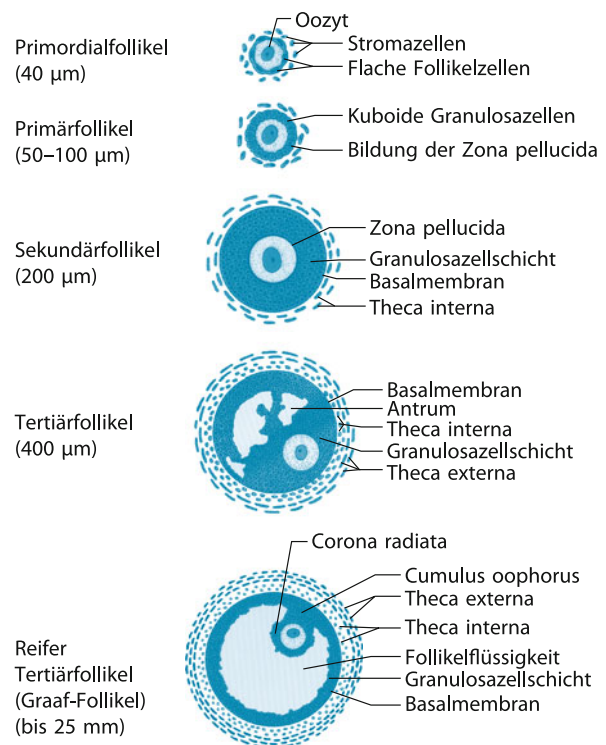 Oozyt
Primordialfollikel
(40 µm)
Stromazellen
Flache Follikelzellen
Primärfollikel
(50–100 µm)
Kuboide Granulosazellen
Bildung der Zona pellucida
Sekundärfollikel
(200 µm)
Zona pellucida
Granulosazellschicht
Basalmembran
Theca interna
Tertiärfollikel
(400 µm)
Basalmembran
Antrum
Theca interna
Granulosazellschicht
Theca externa
Corona radiata
Reifer
Tertiärfollikel
(Graaf-Follikel)
(bis 25 mm)
Cumulus oophorus
Theca externa
Theca interna
Follikelflüssigkeit
Granulosazellschicht
Basalmembran